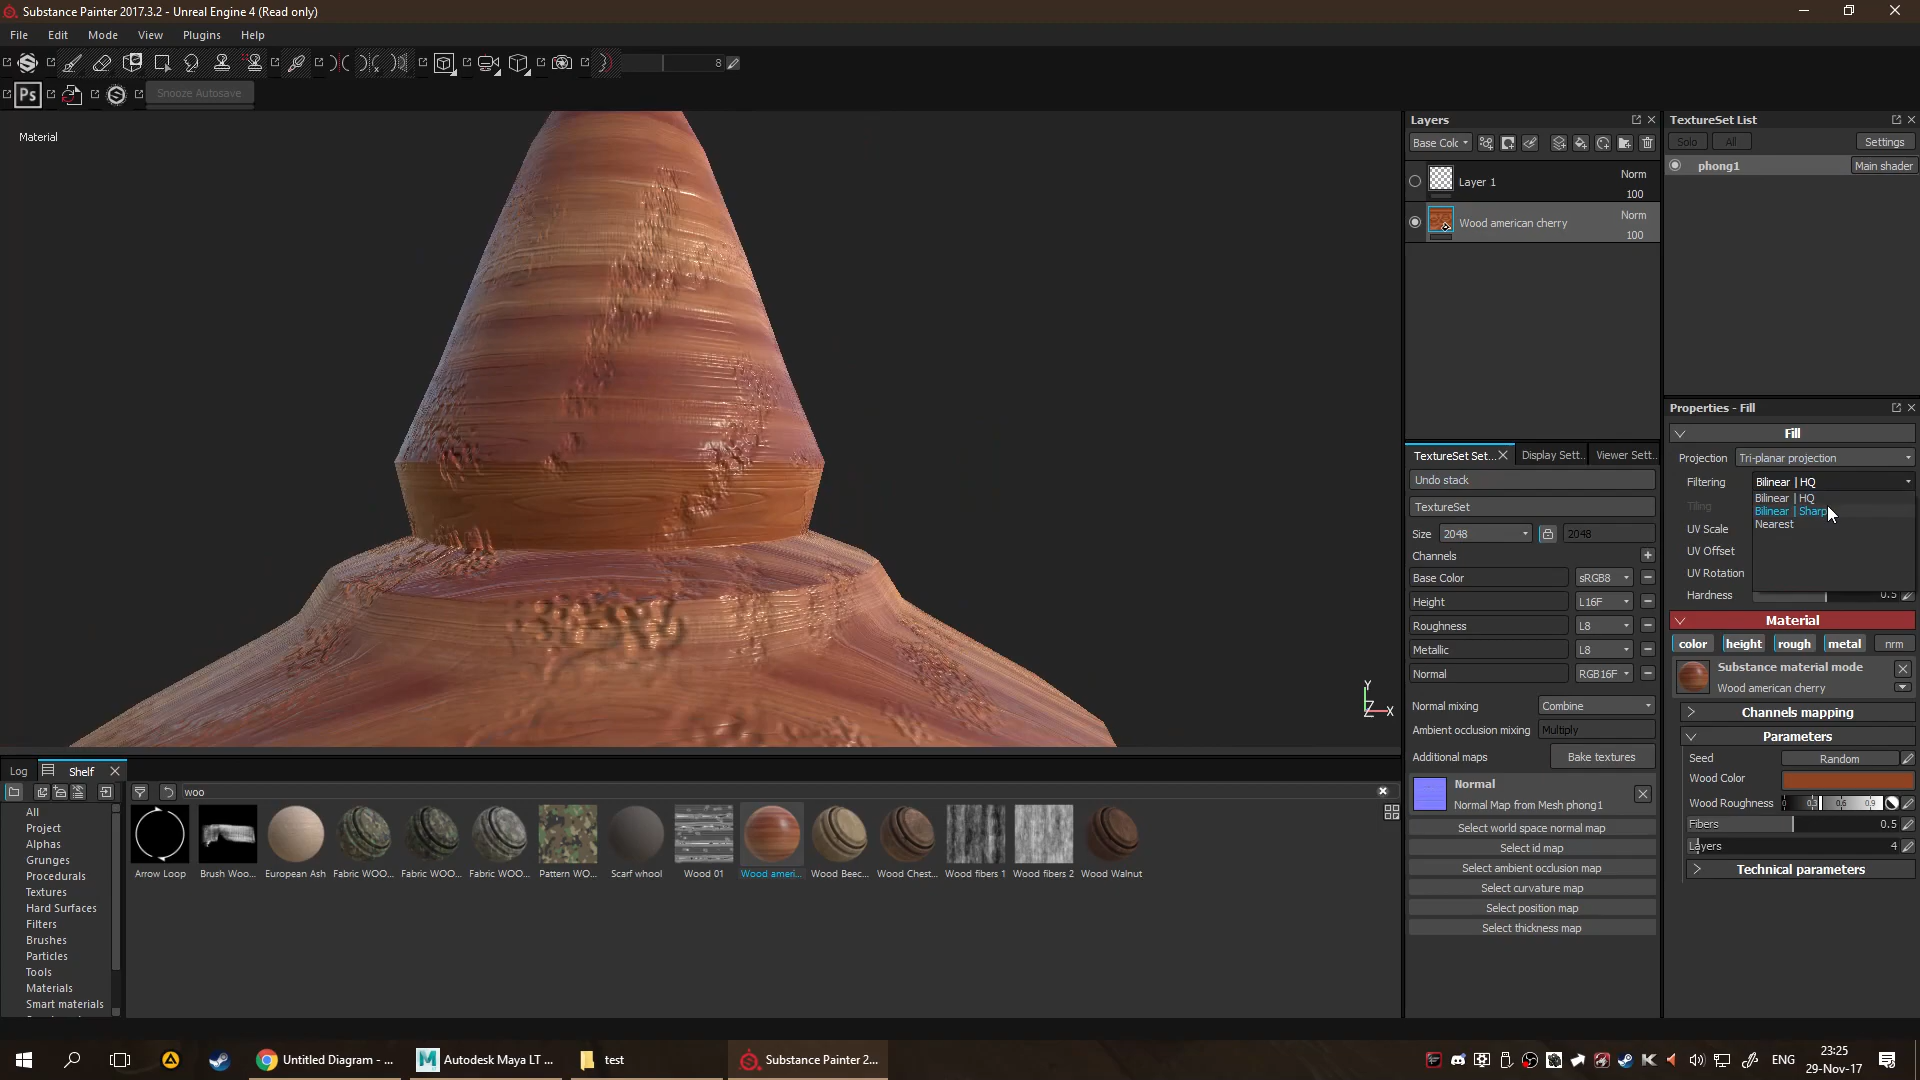 Substance Painter 2017.3.2 - Unreal Engine 4 (Read only)
File Edit Mode View Plugins Help
8
Ps
Snooze Autosave
Material
Y
Z X
Layers
Base Colc
Layer 1
Norm
100
Wood american cherry
Norm
100
TextureSet List
Solo All Settings
phong1 Main shader
TextureSet Set... Display Sett.. Viewer Sett..
Undo stack
TextureSet
Size 2048 2048
Channels
Base Color sRGB8
Height L16F
Roughness L8
Metallic L8
Normal RGB16F
Normal mixing Combine
Ambient occlusion mixing Multiply
Additional maps Bake textures
Normal
Normal Map from Mesh phong1
Select world space normal map
Select id map
Select ambient occlusion map
Select curvature map
Select position map
Select thickness map
Properties - Fill
Fill
Projection Tri-planar projection
Filtering Bilinear | HQ
Bilinear | HQ
Bilinear | Sharp
Nearest
Tiling
UV Scale
UV Offset
UV Rotation
Hardness 0.5
Material
color height rough metal nrm
Substance material mode
Wood american cherry
Channels mapping
Parameters
Seed Random
Wood Color
Wood Roughness 0 0.3 0.6 0.9
Fibers 0.5
Layers 4
Technical parameters
Log Shelf
woo
All
Project
Alphas
Grunges
Procedurals
Textures
Hard Surfaces
Filters
Brushes
Particles
Tools
Materials
Smart materials
Arrow Loop Brush Woo... European Ash Fabric WOO... Fabric WOO... Fabric WOO... Pattern WO... Scarf whool Wood 01 Wood ameri... Wood Beec... Wood Chest... Wood fibers 1 Wood fibers 2 Wood Walnut
Untitled Diagram - ... Autodesk Maya LT ... test Substance Painter 2...
ENG
23:25
29-Nov-17